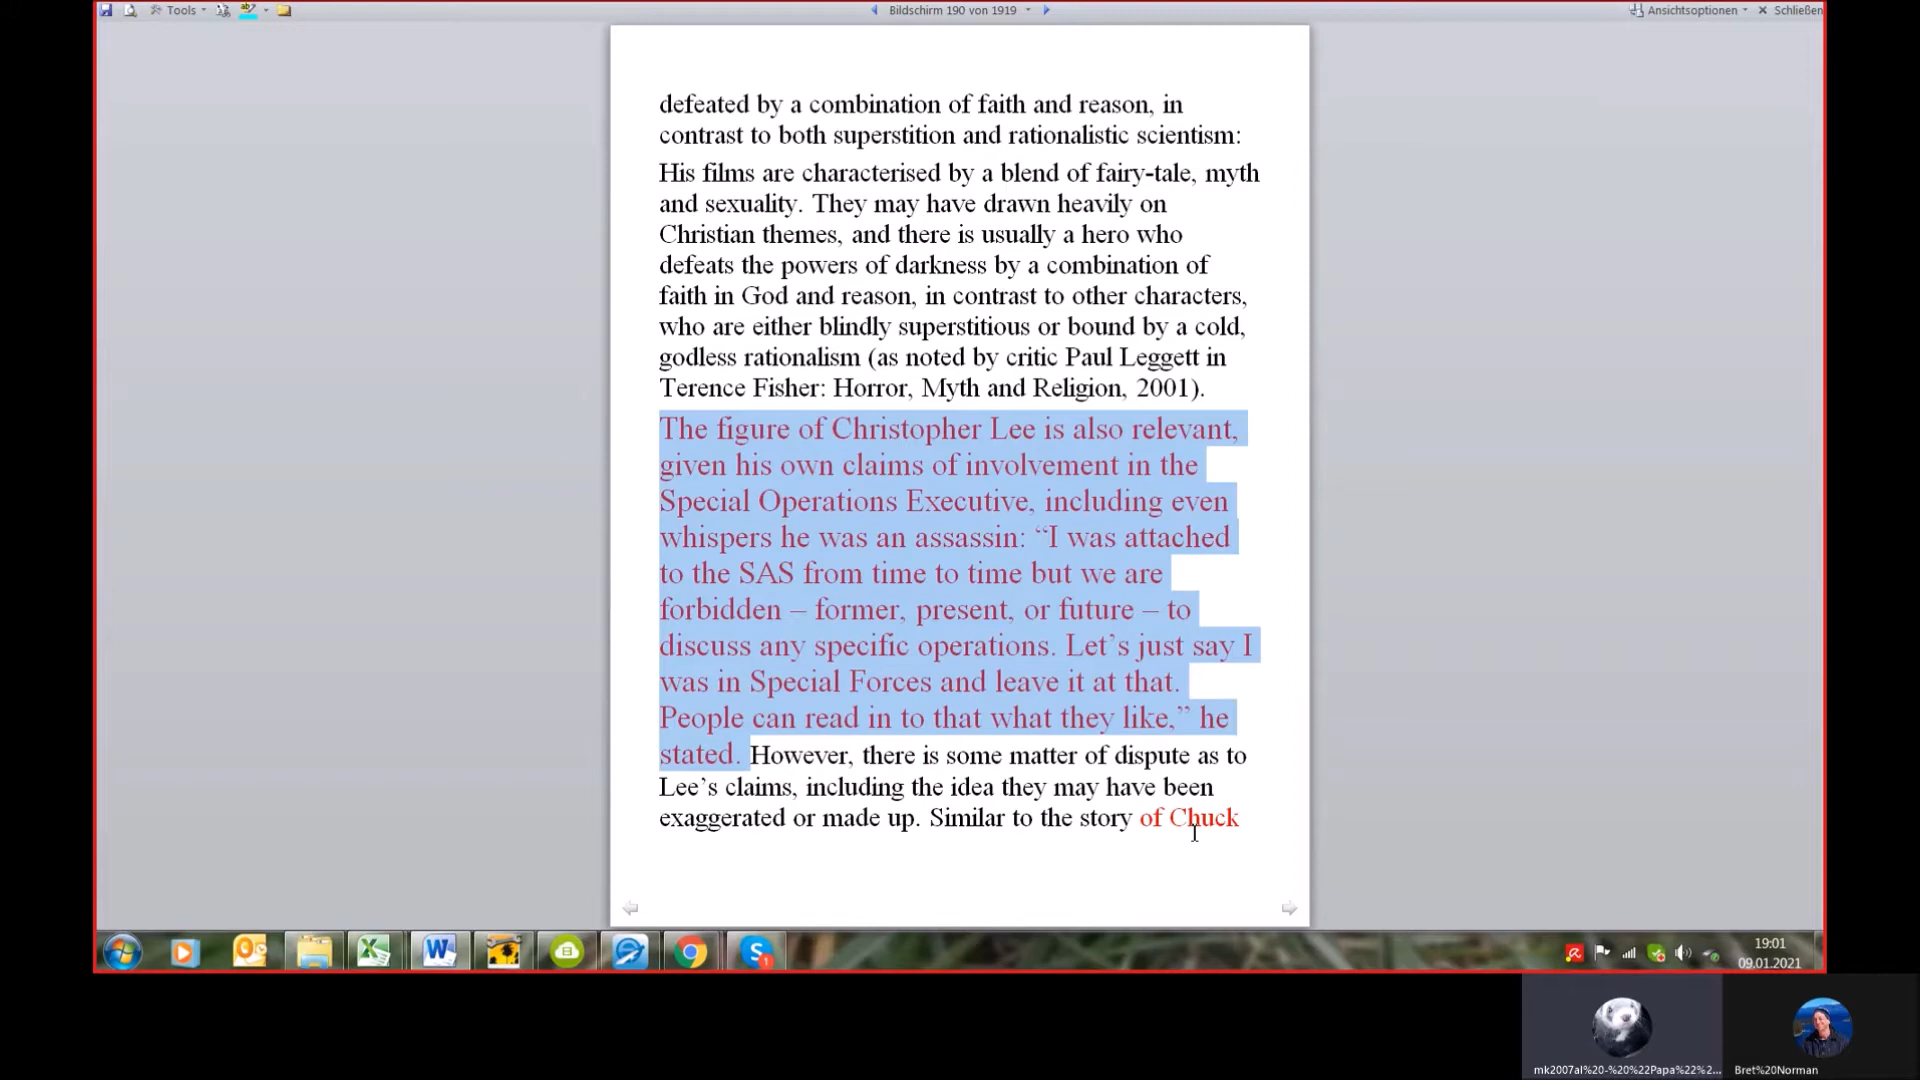 Tools
Bildschirm 190 von 1919
Ansichtsoptionen
Schließen
defeated by a combination of faith and reason, in
contrast to both superstition and rationalistic scientism:
His films are characterised by a blend of fairy-tale, myth
and sexuality. They may have drawn heavily on
Christian themes, and there is usually a hero who
defeats the powers of darkness by a combination of
faith in God and reason, in contrast to other characters,
who are either blindly superstitious or bound by a cold,
godless rationalism (as noted by critic Paul Leggett in
Terence Fisher: Horror, Myth and Religion, 2001).
The figure of Christopher Lee is also relevant,
given his own claims of involvement in the
Special Operations Executive, including even
whispers he was an assassin: “I was attached
to the SAS from time to time but we are
forbidden – former, present, or future – to
discuss any specific operations. Let’s just say I
was in Special Forces and leave it at that.
People can read in to that what they like,” he
stated. However, there is some matter of dispute as to
Lee’s claims, including the idea they may have been
exaggerated or made up. Similar to the story of Chuck
19:01
09.01.2021
mk2007al%20-%20%22Papa%22%2...
Bret%20Norman